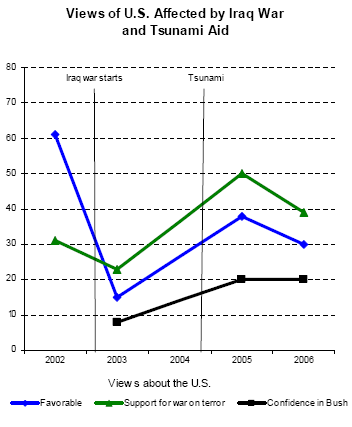 Views of U.S. Affected by Iraq War
and Tsunami Aid
80
Iraq war starts
Tsunami
70
60
50
40
30
20
10
0
2002
2003
2004
2005
2006
Views about the U.S.
Favorable
Support for war on terror
Confidence in Bush